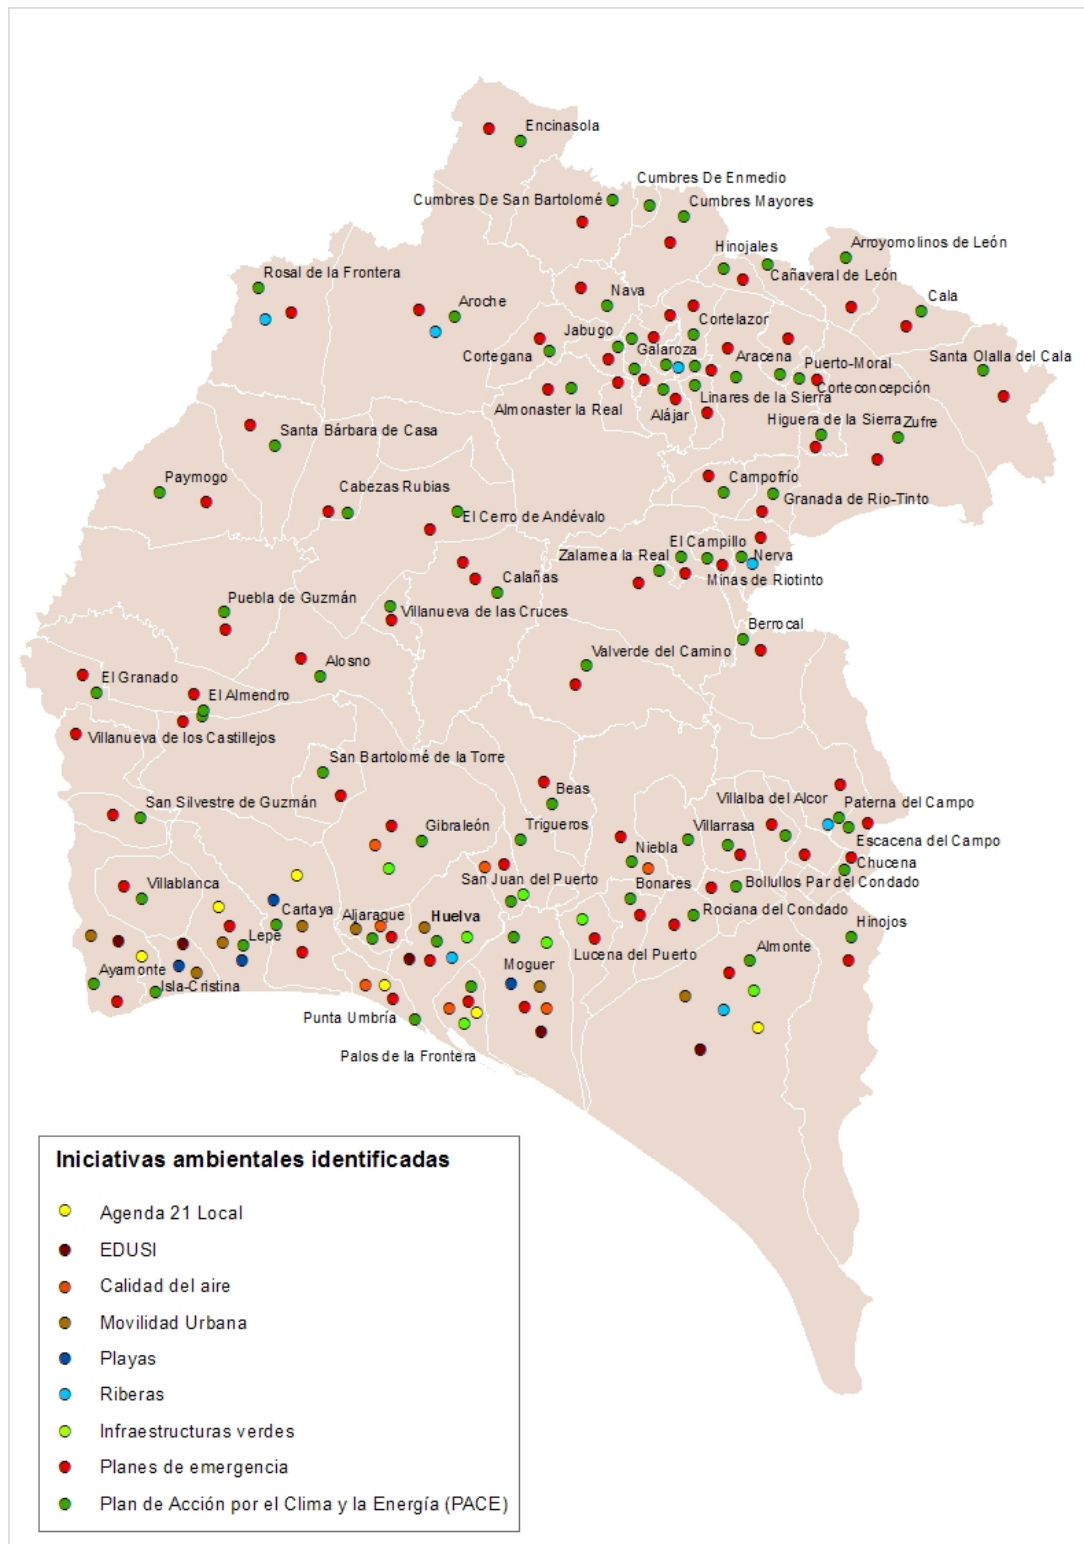 Encinasola
Cumbres De Enmedio
Cumbres De San Bartolomé
Cumbres Mayores
Hinojales
Arroyomolinos de León
Rosal de la Frontera
Cañaveral de León
Nava
Cala
Aroche
Cortelazor
Jabugo
Cortegana
Galaroza
Aracena
Santa Olalla del Cala
Puerto-Moral
Corteconcepción
Linares de la Sierra
Almonaster la Real
Alájar
Higuera de la Sierra
Zufre
Santa Bárbara de Casa
Paymogo
Cabezas Rubias
Campofrío
Granada de Rio-Tinto
El Cerro de Andévalo
El Campillo
Zalamea la Real
Nerva
Calañas
Minas de Riotinto
Puebla de Guzmán
Villanueva de las Cruces
Berrocal
Valverde del Camino
Alosno
El Granado
El Almendro
Villanueva de los Castillejos
San Bartolomé de la Torre
Beas
San Silvestre de Guzmán
Villalba del Alcor
Paterna del Campo
Gibraleón
Trigueros
Villarrasa
Escacena del Campo
Niebla
Chucena
San Juan del Puerto
Villablanca
Bonares
Bollullos Par del Condado
Cartaya
Aljaraque
Huelva
Rociana del Condado
Hinojos
Lepe
Lucena del Puerto
Almonte
Ayamonte
Moguer
Isla-Cristina
Punta Umbría
Palos de la Frontera
Iniciativas ambientales identificadas
Agenda 21 Local
EDUSI
Calidad del aire
Movilidad Urbana
Playas
Riberas
Infraestructuras verdes
Planes de emergencia
Plan de Acción por el Clima y la Energía (PACE)